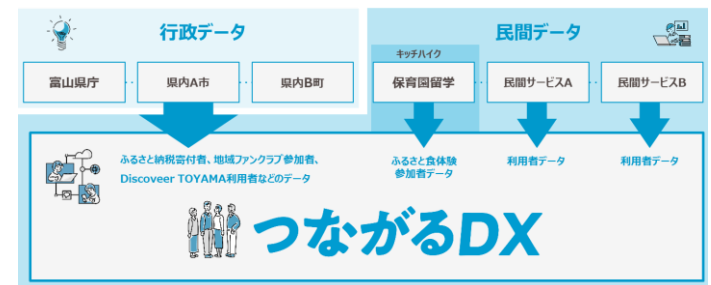 行政データ
民間データ
キッチハイク
富山県庁
県内A市
県内B町
保育園留学
民間サービスA
民間サービスB
ふるさと納税寄付者、地域ファンクラブ参加者、
Discoveer TOYAMA利用者などのデータ
ふるさと食体験
参加者データ
利用者データ
利用者データ
つながるDX